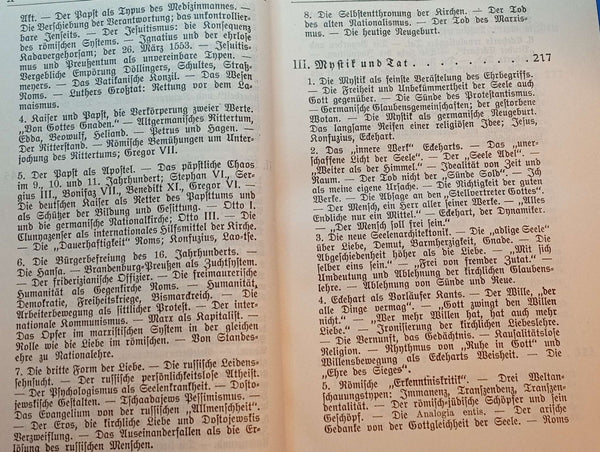 Akt. — Der Papst als Typus des Medizinmannes. —
Die Verschiebung der Verantwortung; das unkontrollier-
bare Jenseits. — Der Jesuitismus: die Konsequenz
des römischen Systems. — Ignatius und der ehrelose
Kadavergehorsam; der 26. März 1553. — Jesuitis-
mus und Preußentum als unvereinbare Typen. —
Vergebliche Empörung Döllingers, Schultes, Stroß-
mayers. — Das Vatikanische Konzil. — Das Wesen
Roms. — Luthers Großtat: Rettung vor dem La-
maismus.
4. Kaiser und Papst, die Verkörperung zweier Werte.
„Von Gottes Gnaden.“ — Altgermanisches Rittertum,
Edda, Beowulf, Heliand. — Petrus und Hagen. —
Der Ritterstand. — Römische Bemühungen um Unter-
jochung des Rittertums; Gregor VII.
5. Der Papst als Apostel. — Das päpstliche Chaos
im 9., 10. und 11. Jahrhundert; Stephan VI., Ser-
gius III., Bonifaz VII., Benedikt XI., Gregor VI. —
Die deutschen Kaiser als Retter des Papsttums und
als Schützer der Bildung und Gesittung. — Otto I.
und die germanische Nationalkirche; Otto III. — Die
Clunyazenser als internationales Hilfsmittel der Kirche.
— Die „Dauerhaftigkeit“ Roms; Konfuzius, Lao-tse.
6. Die Bürgerbefreiung des 16. Jahrhunderts. —
Die Hansa. — Brandenburg-Preußen als Zuchtsystem.
— Der friderizianische Offizier. — Die freimaurerische
Humanität als Gegenkirche Roms. — Humanität,
Demokratie, Freiheitskriege, Bismarckreich. — Die
Arbeiterbewegung als sittlicher Protest. — Der inter-
nationale Kommunismus. — Marx als Kapitalist. —
Das Opfer im marxistischen System in der gleichen
Rolle wie die Liebe im römischen. — Von Standes-
ehre zu Nationalehre.
7. Die dritte Form der Liebe. — Die russische Leidens-
sehnsucht. — Der russische persönlichkeitslose Atheist.
— Der Psychologismus als Seelenkrankheit. — Dosto-
jewskis Gestalten. — Tschaadajews Pessimismus. —
Das Evangelium von der russischen „Allmenschheit“.
— Der Eros, die kirchliche Liebe und Dostojewskis
Verzweiflung. — Das Auseinanderfallen als die Er-
lösung des russischen Menschen.
8. Die Selbstentthronung der Kirchen. — Der Tod
des alten Nationalismus. — Der Tod des Marxis-
mus. — Die heutige Neugeburt.
III. Mystik und Tat . . . . . . . . . . . 217
1. Die Mystik als feinste Verästelung des Ehrbegriffs.
— Die Freiheit und Unbekümmertheit der Seele auch
Gott gegenüber. — Die Sünde des Protestantismus.
— Germanische Glaubensgemeinschaften; der gestorbene
Wotan. — Die Mystik als germanische Neugeburt.
Das langsame Reifen einer religiösen Idee; Jesus,
Konfuzius, Eckehart.
2. Das „innere Werk“ Eckeharts. — Das „uner-
schaffene Licht der Seele“. — Der „Seele Adel“. —
„Weiter als der Himmel.“ — Idealität von Zeit und
Raum. — Der Tod nicht der „Sünde Sold“. — Ich
als meine eigene Ursache. — Die Nichtigkeit der guten
Werke. — Die Absage an den „Stellvertreter Gottes“.
— Der Mensch, ein Herr aller seiner Werke. — „Alles
Endliche nur ein Mittel.“ — Eckehart, der Dynamiker.
— „Der Mensch soll frei sein.“
3. Die neue Seelenarchitektonik. — Die „adlige Seele“
über Liebe, Demut, Barmherzigkeit, Gnade. — Die
Abgeschiedenheit höher als die Liebe. — „Mit sich
selber eins sein.“ — „Frei von fremder Zutat.“ —
Umdeutung und Ablehnung der kirchlichen Glaubens-
lehre. — Ablehnung von Sünde und Reue.
4. Eckehart als Vorläufer Kants. — Der Wille, „der
alle Dinge vermag“. — „Gott zwingt den Willen
nicht.“ — „Wer mehr Willen hat, hat auch mehr
Liebe.“ — Ironisierung der kirchlichen Liebeslehre.
— Die Vernunft, das Gedächtnis. — Kausalitätslose
Religion. — Rhythmus von „Ruhe in Gott“ und
Willensbewegung als Eckeharts Weisheit. — Die
„Ehre des Sieges“.
5. Römische „Erkenntniskritik“. — Drei Weltan-
schauungstypen: Immanenz, Tranfzendenz, Tranfzen-
dentalität. — Der römisch-jüdische Schöpfer und sein
Geschöpf. — Die Analogia entis. — Der arische
Gedanke von der Gottgleichheit der Seele. — Roms